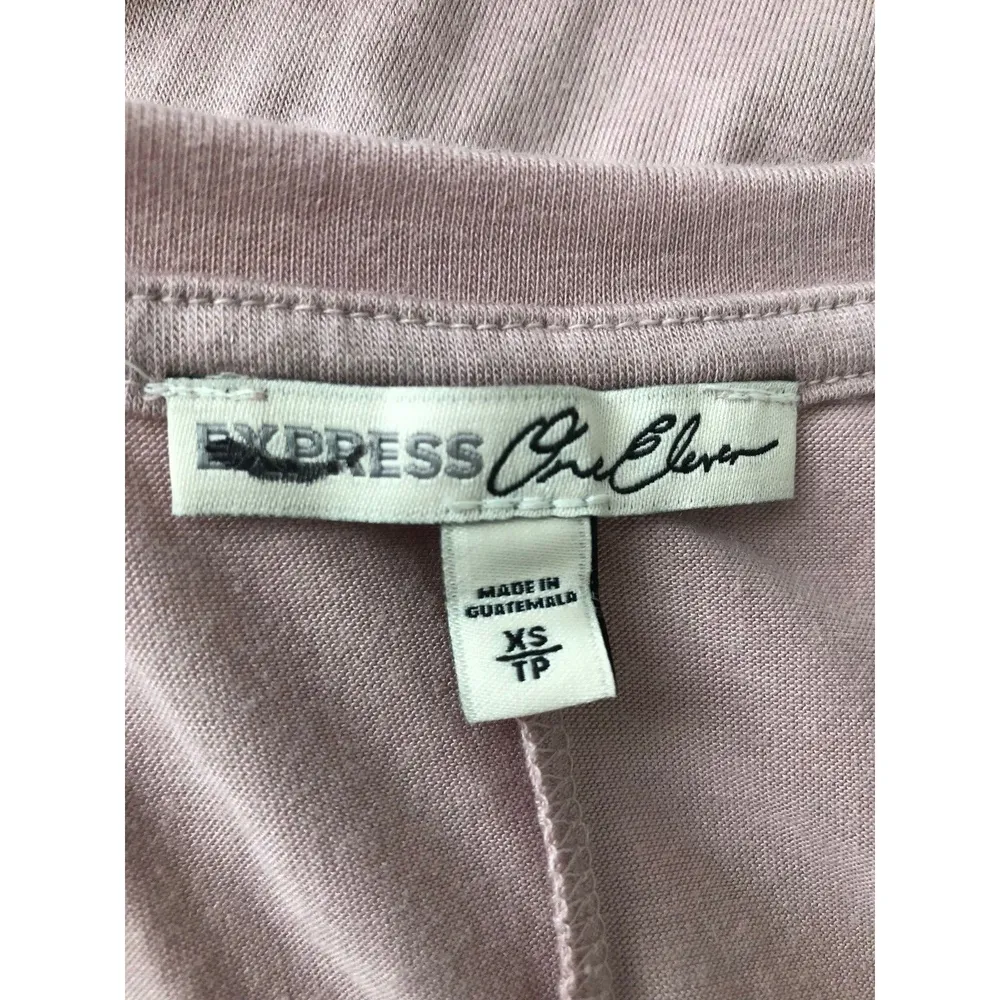 EXPRESS One Eleven
MADE IN
GUATEMALA
XS
TP